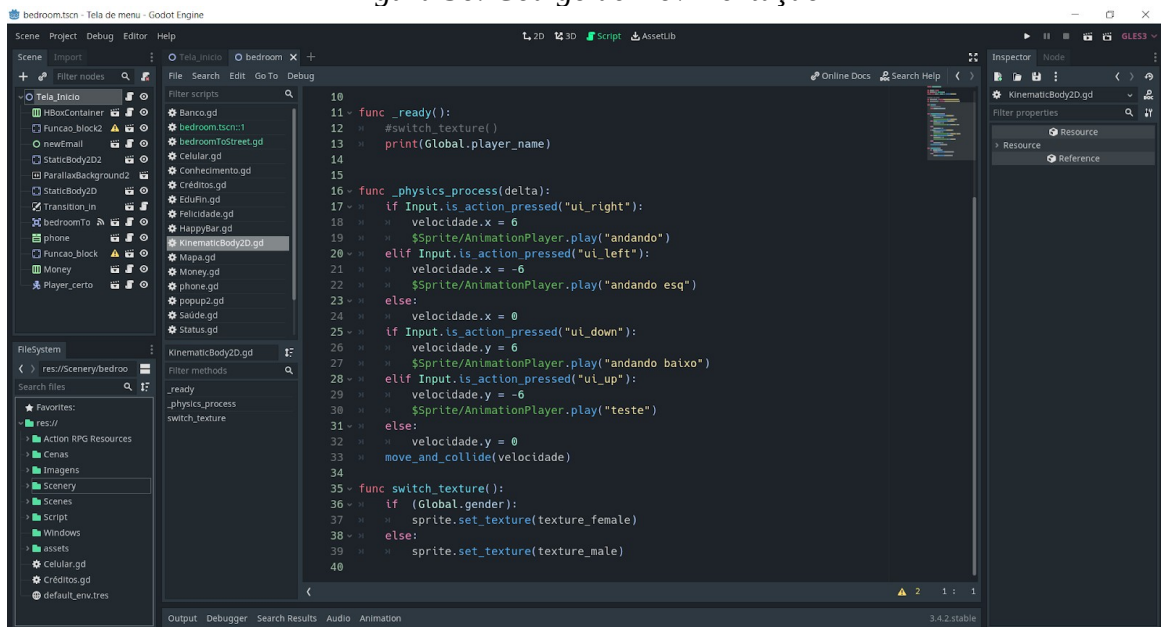 bedroom.tscn - Tela de menu - Godot Engine
Scene Project Debug Editor Help
2D 3D Script AssetLib
GLES3
Scene Import
Filter nodes
Tela_Inicio
HBoxContainer
Funcao_block2
newEmail
StaticBody2D2
ParallaxBackground2
StaticBody2D
Transition_in
bedroomTo
phone
Funcao_block
Money
Player_certo
FileSystem
res://Scenery/bedroo
Search files
Favorites:
res://
Action RPG Resources
Cenas
Imagens
Scenery
Scenes
Script
Windows
assets
Celular.gd
Créditos.gd
default_env.tres
Tela_Inicio bedroom
File Search Edit Go To Debug
Online Docs Search Help
Filter scripts
Banco.gd
bedroom.tscn::1
bedroomToStreet.gd
Celular.gd
Conhecimento.gd
Créditos.gd
EduFin.gd
Felicidade.gd
HappyBar.gd
KinematicBody2D.gd
Mapa.gd
Money.gd
phone.gd
popup2.gd
Saúde.gd
Status.gd
KinematicBody2D.gd
Filter methods
_ready
_physics_process
switch_texture
10
11 func _ready():
12 #switch_texture()
13 print(Global.player_name)
14
15
16 func _physics_process(delta):
17 if Input.is_action_pressed("ui_right"):
18 velocidade.x = 6
19 $Sprite/AnimationPlayer.play("andando")
20 elif Input.is_action_pressed("ui_left"):
21 velocidade.x = -6
22 $Sprite/AnimationPlayer.play("andando esq")
23 else:
24 velocidade.x = 0
25 if Input.is_action_pressed("ui_down"):
26 velocidade.y = 6
27 $Sprite/AnimationPlayer.play("andando baixo")
28 elif Input.is_action_pressed("ui_up"):
29 velocidade.y = -6
30 $Sprite/AnimationPlayer.play("teste")
31 else:
32 velocidade.y = 0
33 move_and_collide(velocidade)
34
35 func switch_texture():
36 if (Global.gender):
37 sprite.set_texture(texture_female)
38 else:
39 sprite.set_texture(texture_male)
40
2 1 : 1
Output Debugger Search Results Audio Animation
3.4.2.stable
Inspector Node
KinematicBody2D.gd
Filter properties
Resource
Resource
Reference